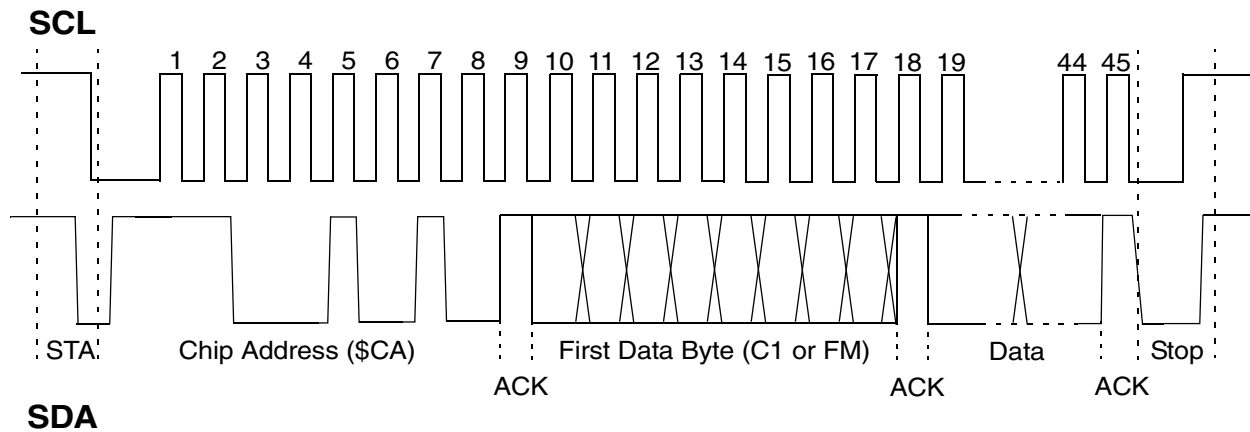 SCL
1 2 3 4 5 6 7 8 9 10 11 12 13 14 15 16 17 18 19 44 45
STA Chip Address ($CA) First Data Byte (C1 or FM) Data Stop
ACK ACK ACK
SDA